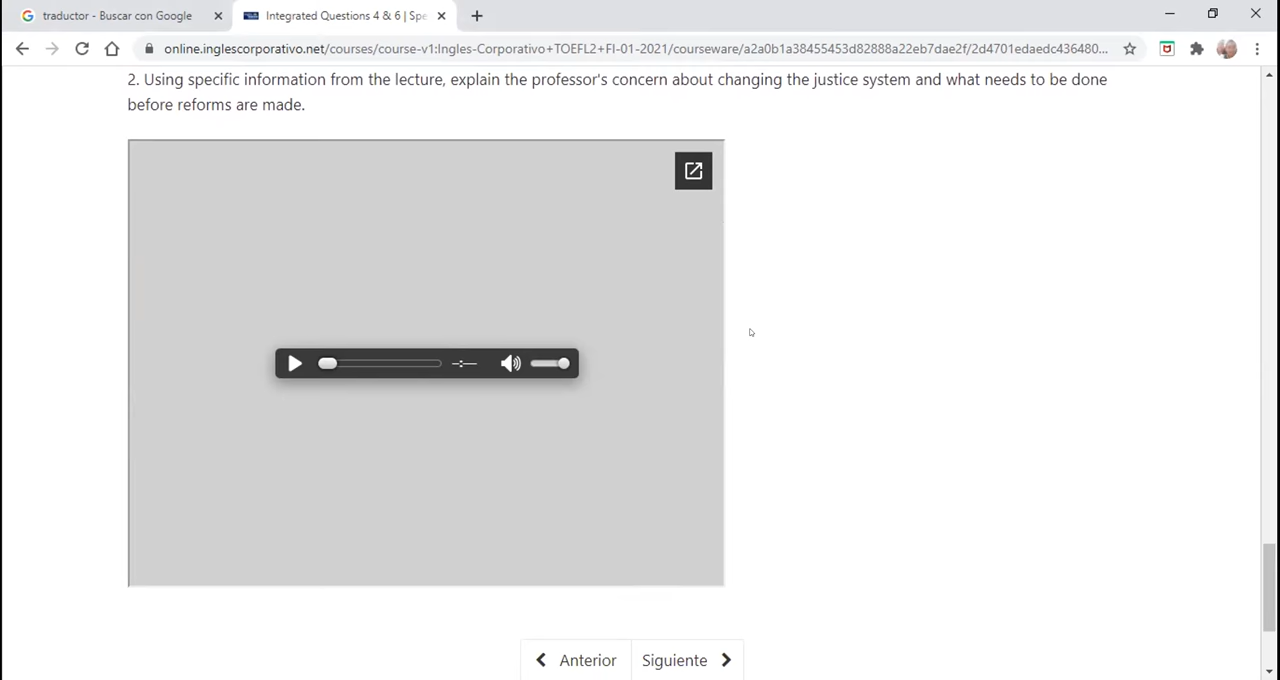 traductor - Buscar con Google
Integrated Questions 4 & 6 | Spe
online.inglescorporativo.net/courses/course-v1:Ingles-Corporativo+TOEFL2+FI-01-2021/courseware/a2a0b1a38455453d82888a22eb7dae2f/2d4701edaedc436480...
2. Using specific information from the lecture, explain the professor's concern about changing the justice system and what needs to be done
before reforms are made.
Anterior Siguiente